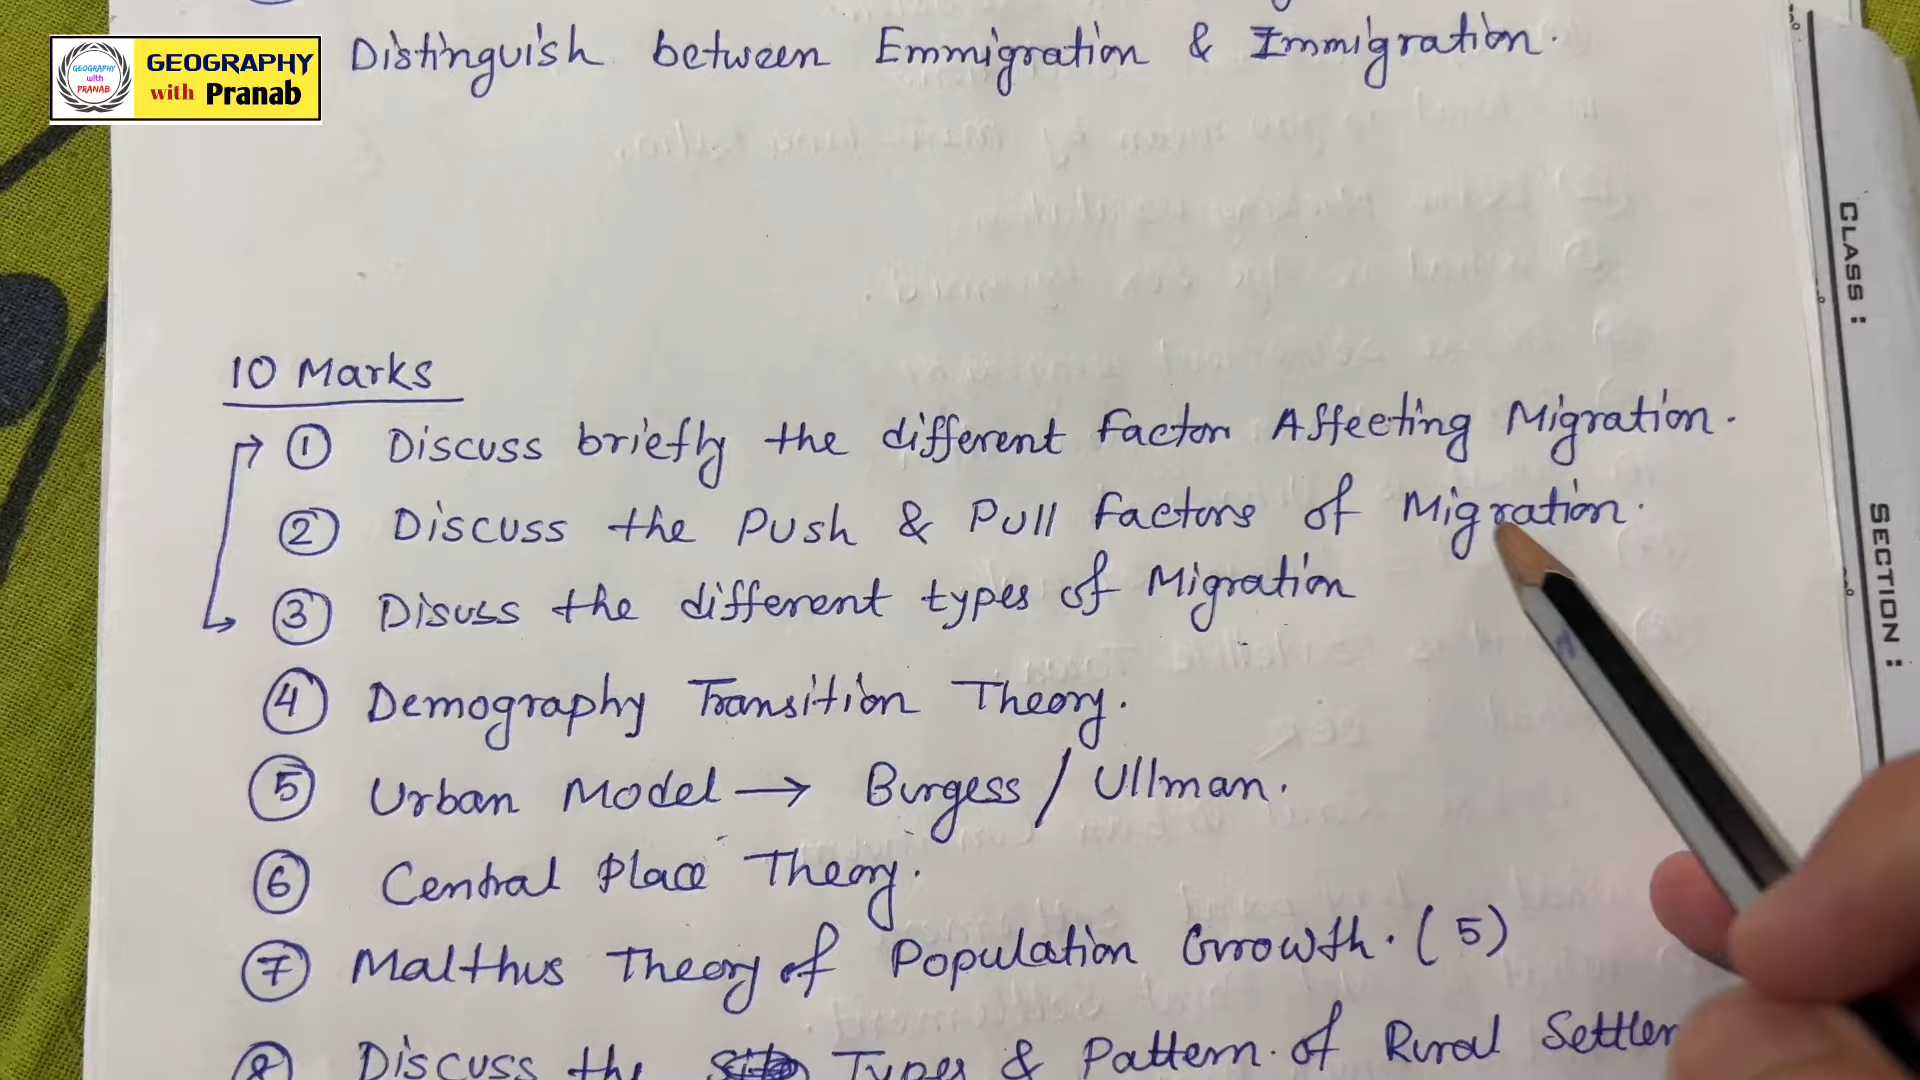 GEOGRAPHY with PRANAB
GEOGRAPHY
with Pranab
Distinguish between Emmigration & Immigration.
10 Marks
① Discuss briefly the different factors Affecting Migration.
② Discuss the Push & Pull factors of Migration.
③ Disuss the different types of Migration
④ Demography Transition Theory.
⑤ Urban Model → Burgess / Ullman.
⑥ Central Place Theory.
⑦ Malthus Theory of Population Growth. (5)
⑧ Discuss the Types & Pattern. of Rural Settlem
CLASS :
SECTION :